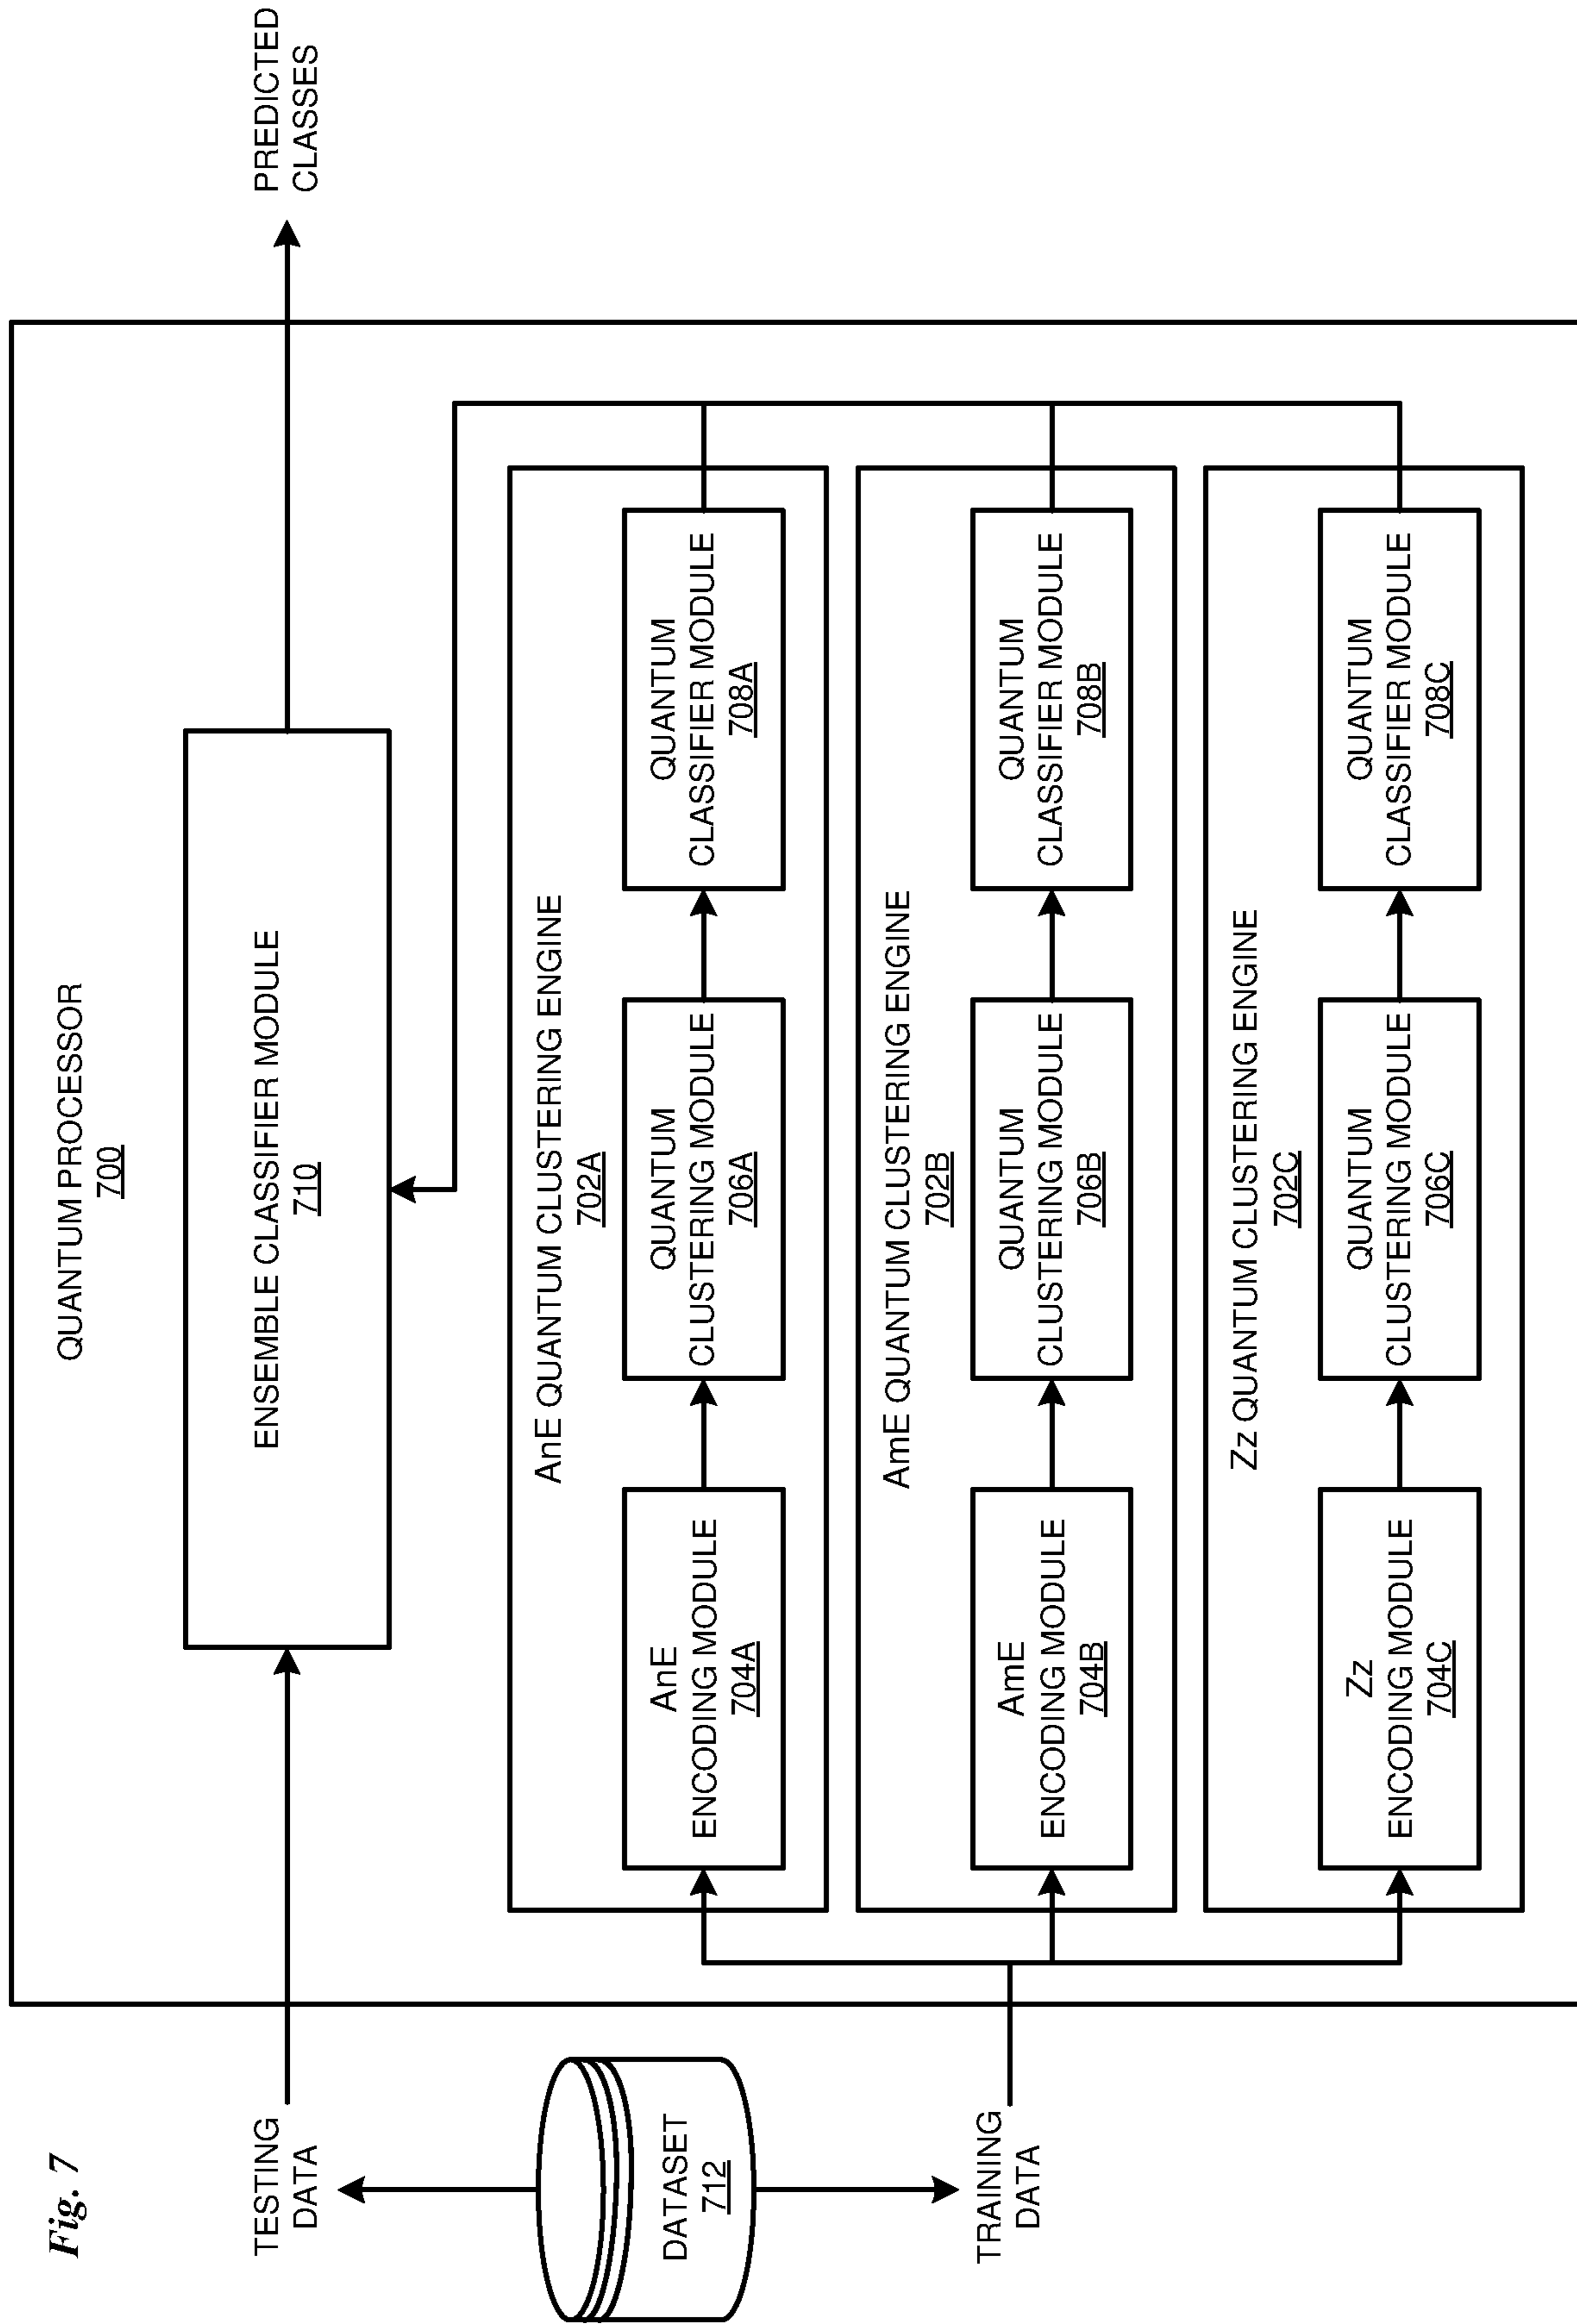 Fig. 7
QUANTUM PROCESSOR
700
TESTING
DATA
ENSEMBLE CLASSIFIER MODULE
710
PREDICTED
CLASSES
DATASET
712
TRAINING
DATA
AnE QUANTUM CLUSTERING ENGINE
702A
AnE
ENCODING MODULE
704A
QUANTUM
CLUSTERING MODULE
706A
QUANTUM
CLASSIFIER MODULE
708A
AmE QUANTUM CLUSTERING ENGINE
702B
AmE
ENCODING MODULE
704B
QUANTUM
CLUSTERING MODULE
706B
QUANTUM
CLASSIFIER MODULE
708B
Zz QUANTUM CLUSTERING ENGINE
702C
Zz
ENCODING MODULE
704C
QUANTUM
CLUSTERING MODULE
706C
QUANTUM
CLASSIFIER MODULE
708C